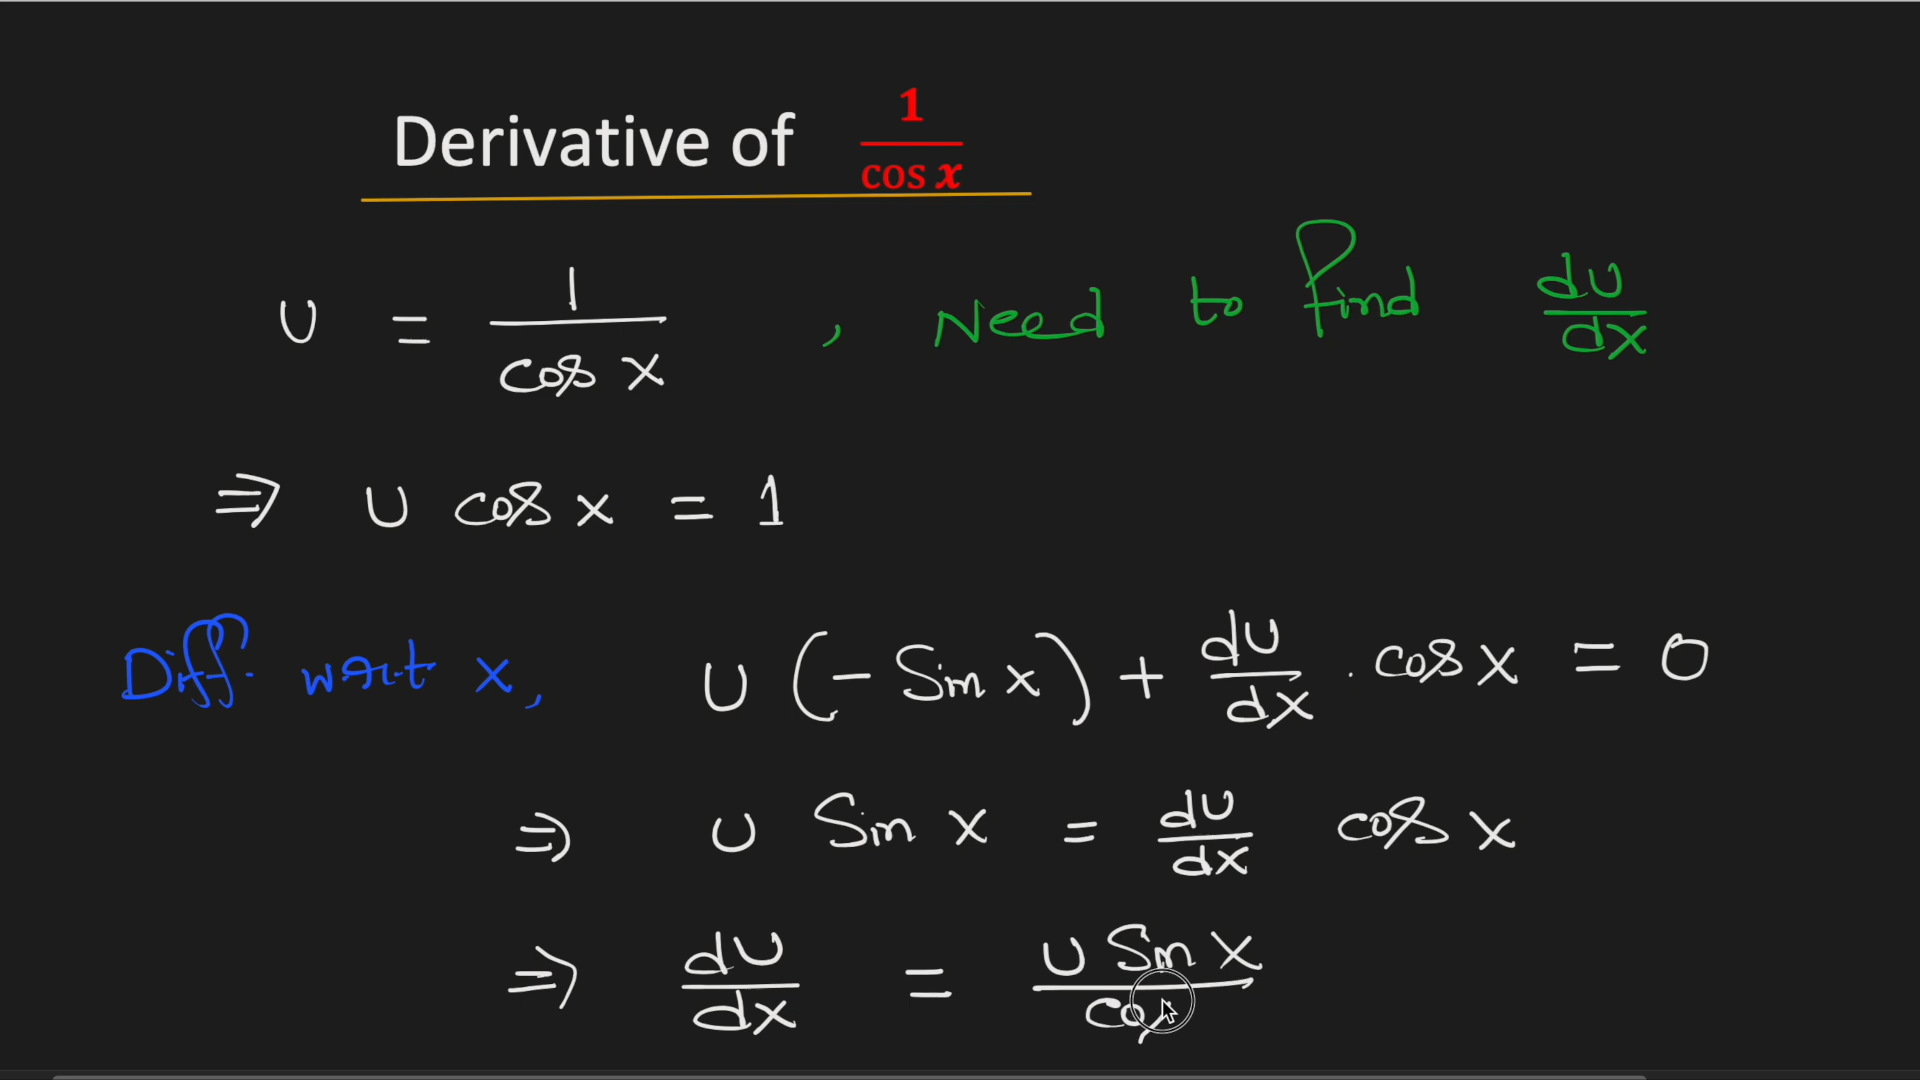 Derivative of 1/cos x
U = 1/cos x , Need to find dU/dx
⇒ U cos x = 1
Diff. w.r.t x, U (- Sin x) + dU/dx . cos x = 0
⇒ U Sin x = dU/dx cos x
⇒ dU/dx = U Sin x / cos